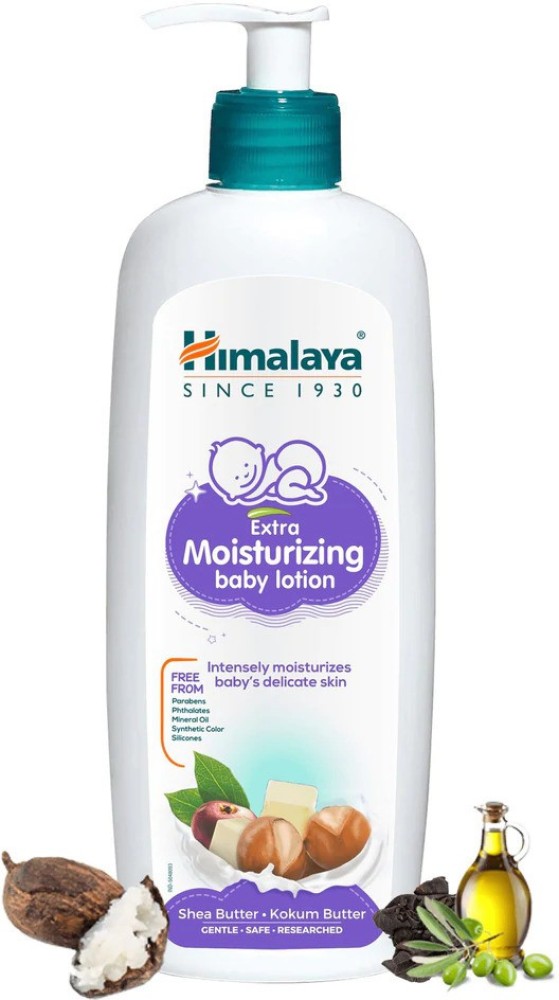 Himalaya®
SINCE 1930
Extra
Moisturizing
baby lotion
Intensely moisturizes
baby's delicate skin
FREE
FROM
Parabens
Phthalates
Mineral Oil
Synthetic Color
Silicones
Shea Butter • Kokum Butter
GENTLE • SAFE • RESEARCHED